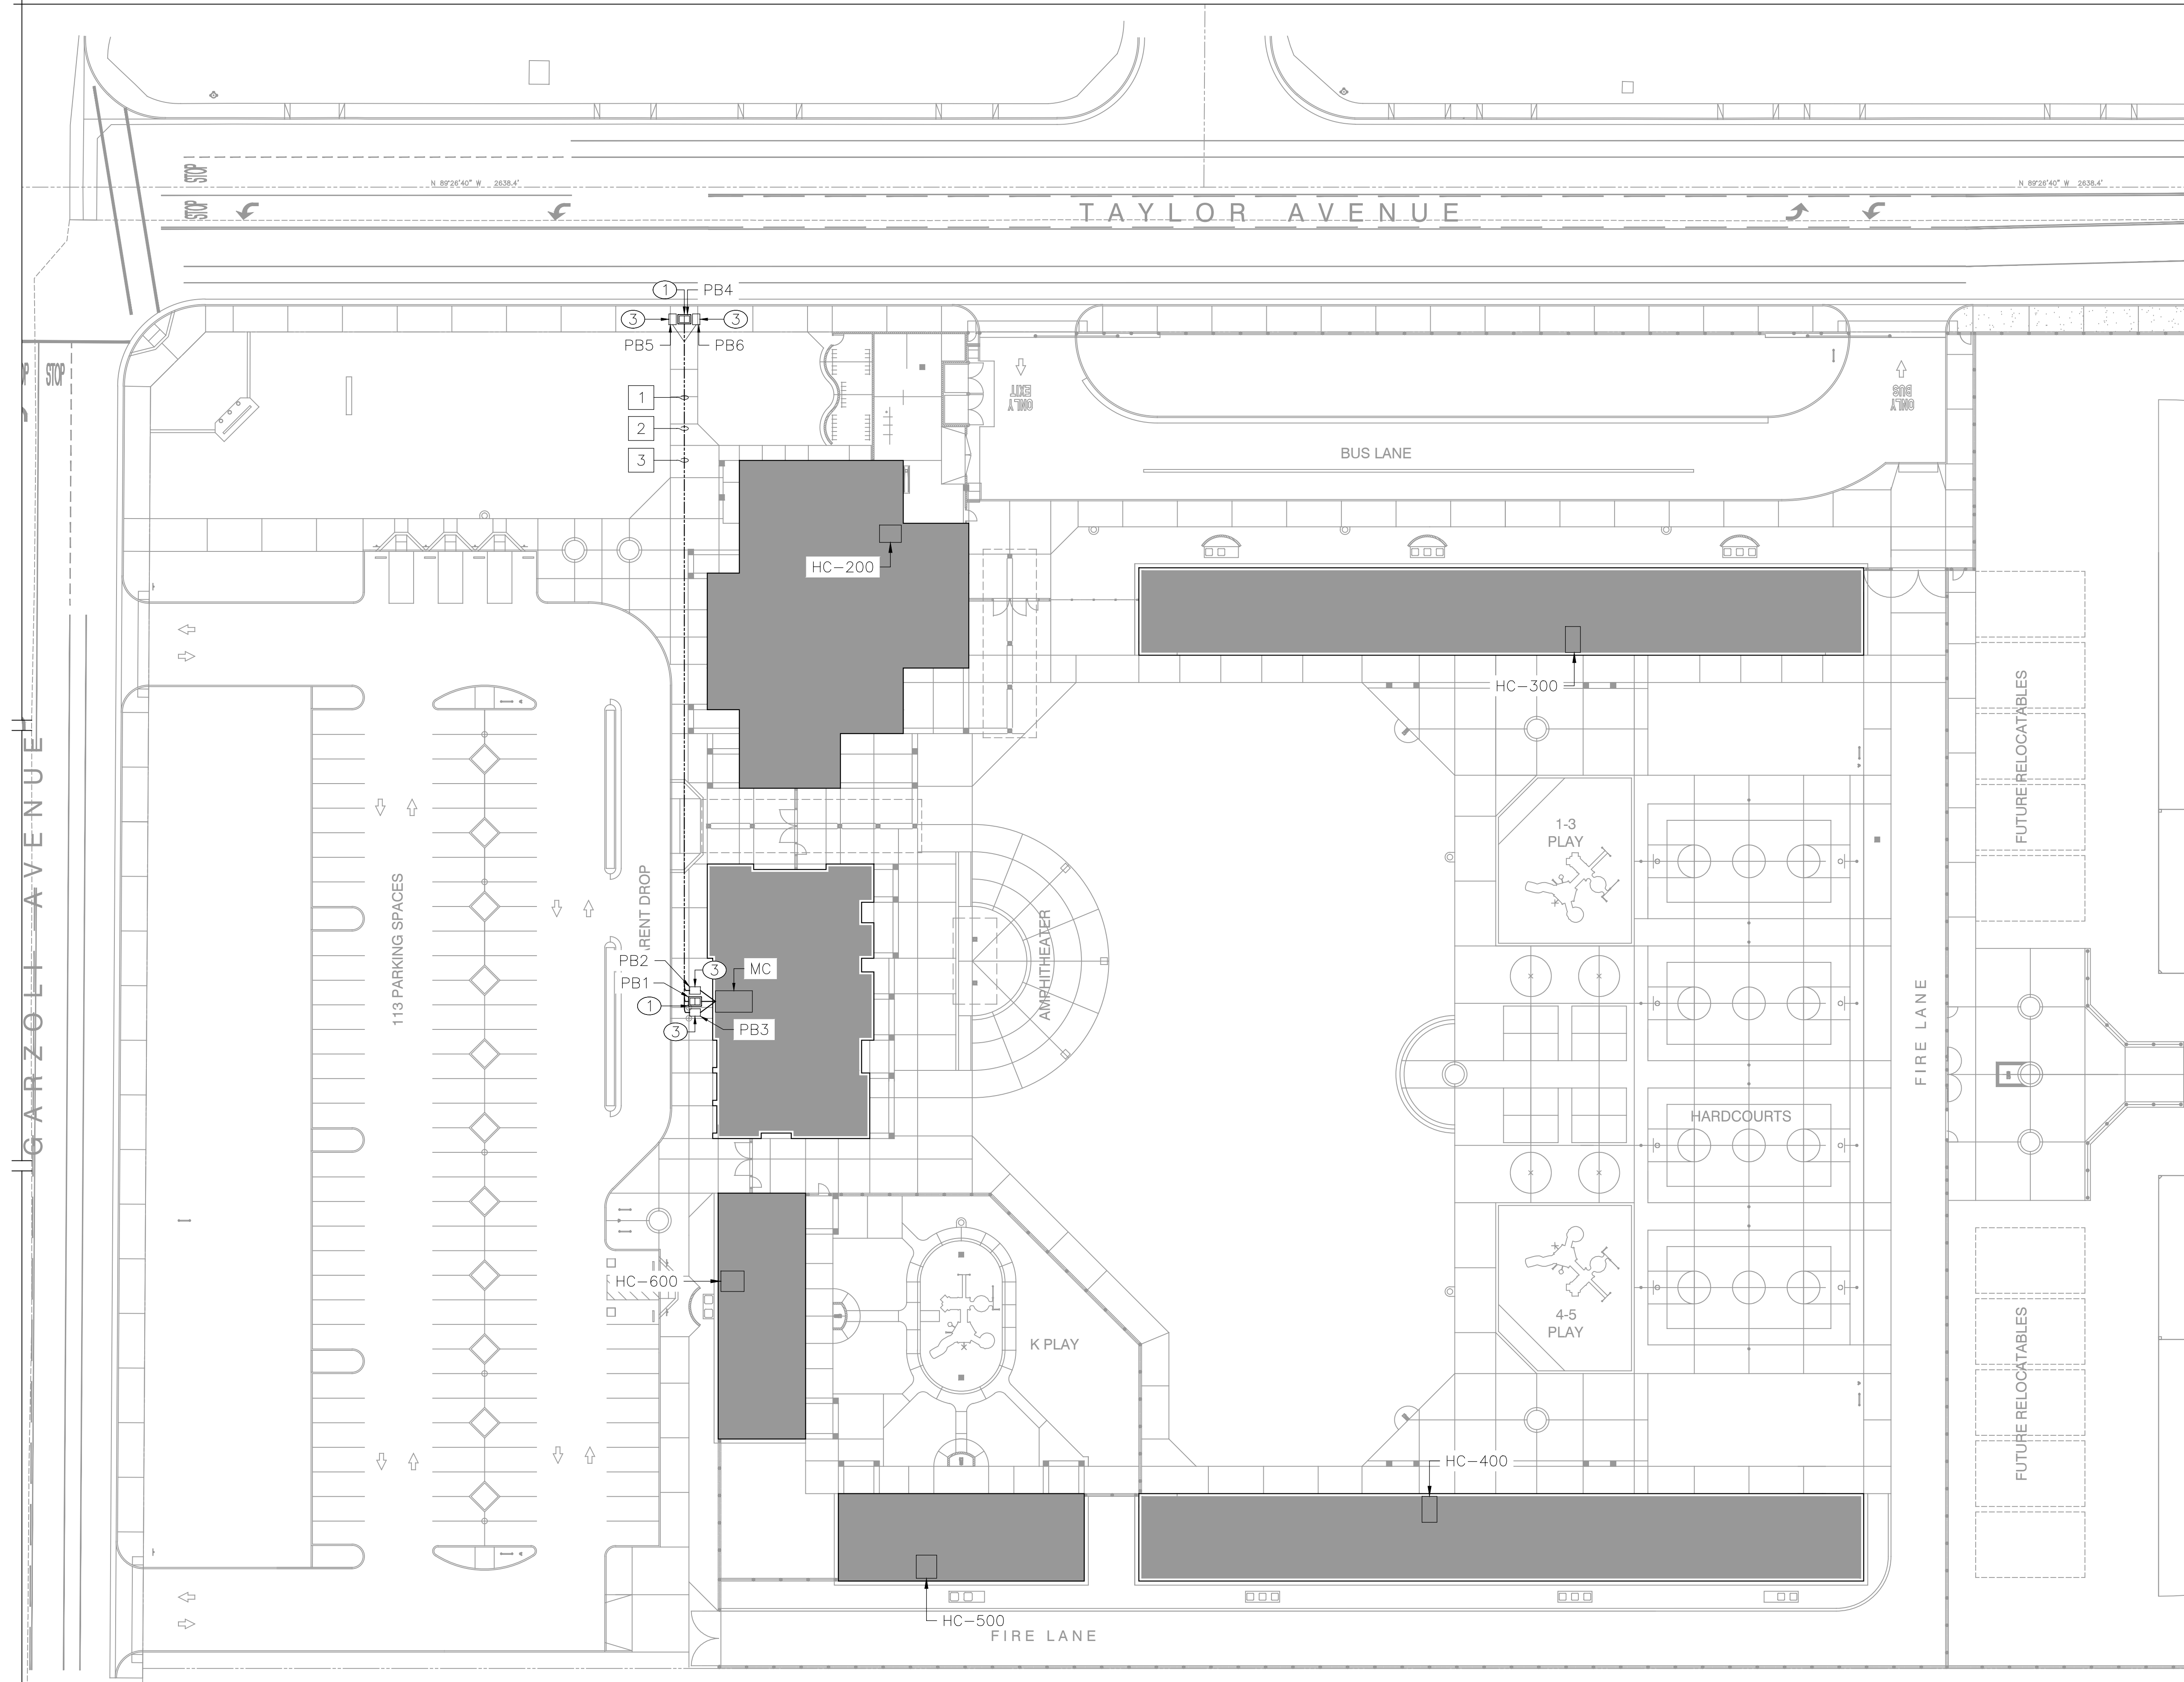 STOP
STOP
N 89°26'40" W 2638.4'
N 89°26'40" W 2638.4'
TAYLOR AVENUE
1
PB4
3
3
PB5
PB6
STOP
1
2
3
EXIT
ONLY
BUS
ONLY
BUS LANE
HC-200
HC-300
FUTURE RELOCATABLES
GARZOLI AVENUE
1-3
PLAY
113 PARKING SPACES
RENT DROP
AMPHITHEATER
PB2
3
MC
PB1
1
PB3
3
FIRE LANE
HARDCOURTS
HC-600
K PLAY
4-5
PLAY
FUTURE RELOCATABLES
HC-400
HC-500
FIRE LANE